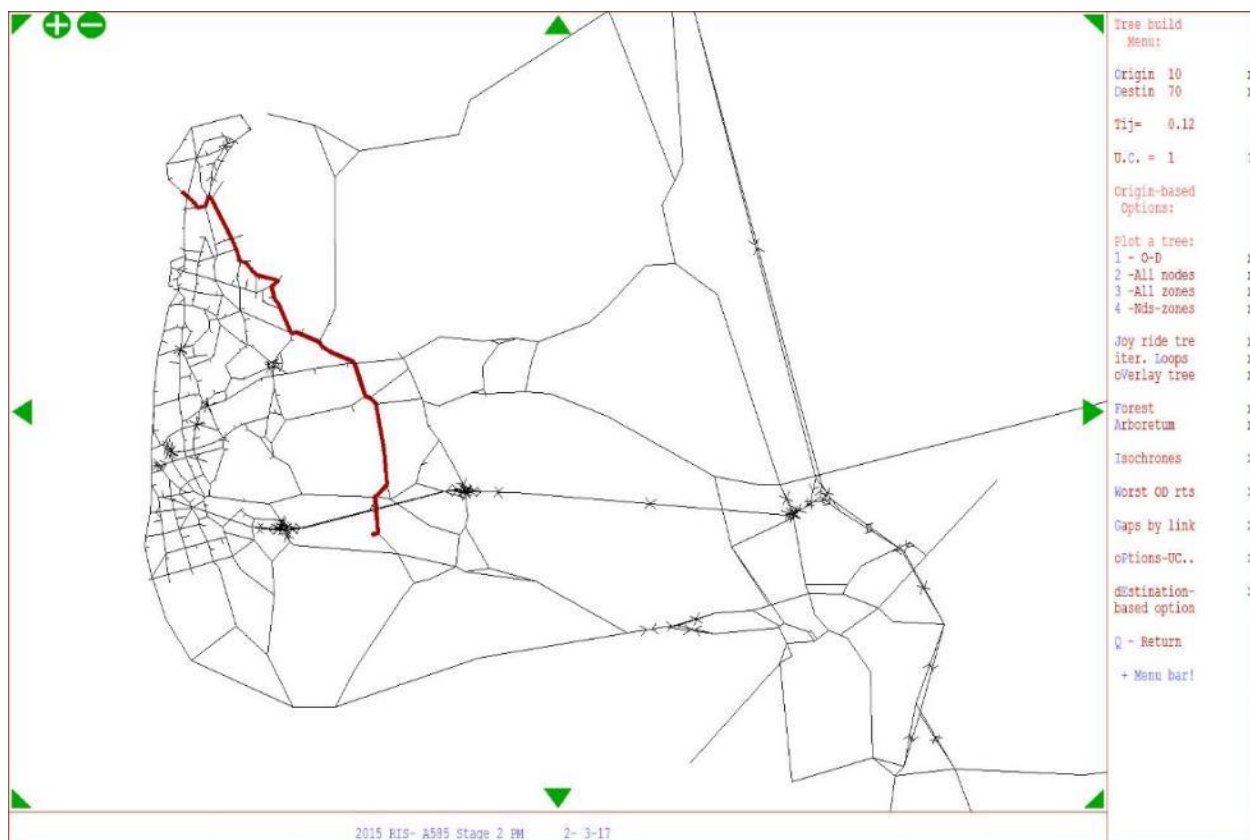 Tree build
Menu:
Origin 10
Destin 70
Tij= 0.12
U.C. = 1
Origin-based
Options:
Plot a tree:
1 - O-D
2 -All nodes
3 -All zones
4 -Nds-zones
Joy ride tre
iter. Loops
oVerlay tree
Forest
Arboretum
Isochrones
Worst OD rts
Gaps by link
oPtions-UC..
dEstination-
based option
Q - Return
+ Menu bar!
2015 RIS- A585 Stage 2 PM 2- 3-17